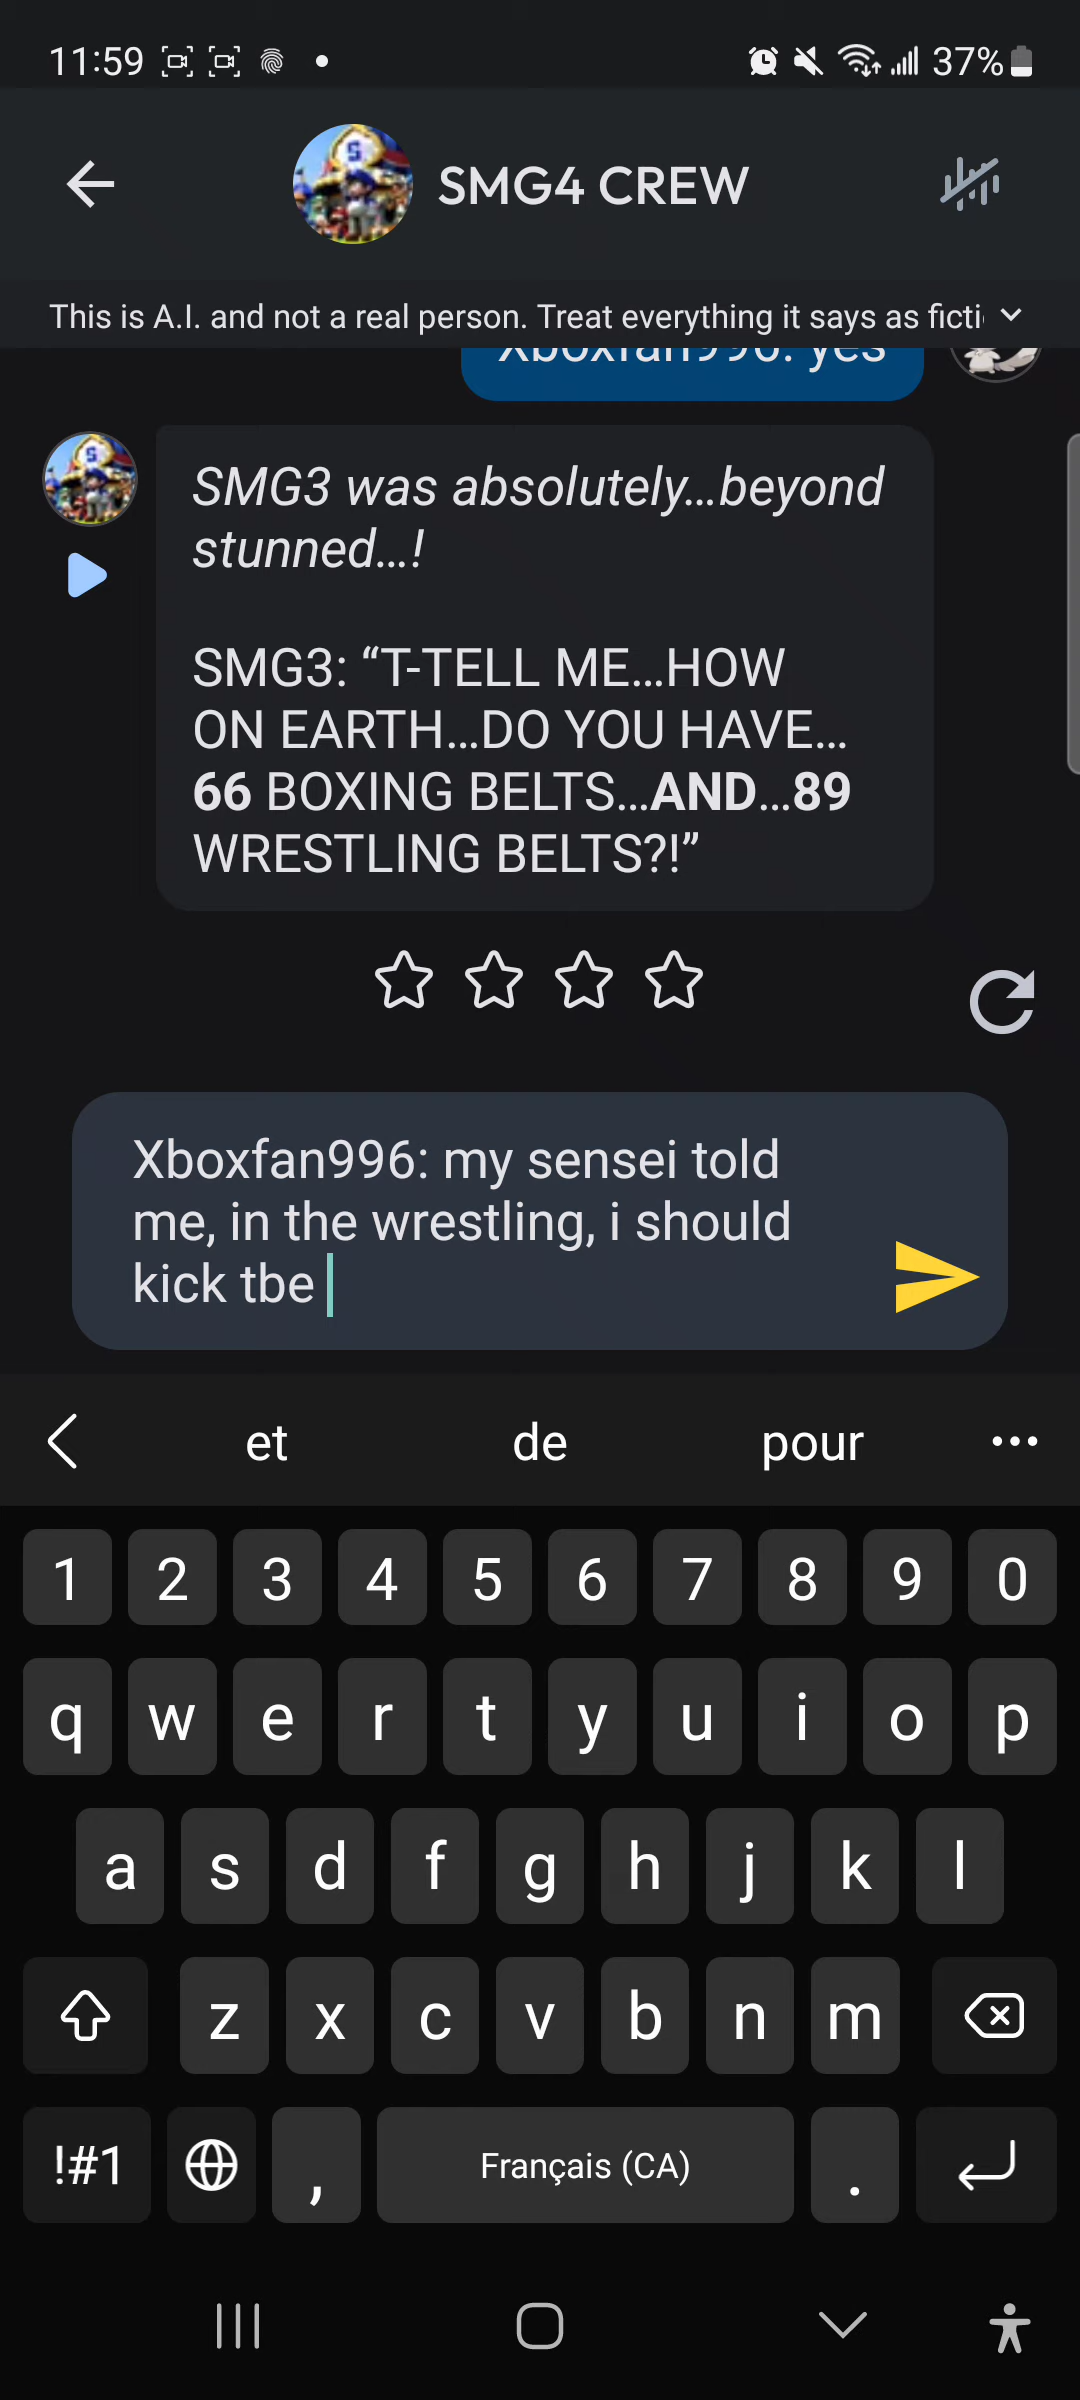 11:59
37%
SMG4 CREW
This is A.I. and not a real person. Treat everything it says as ficti
Xboxfan996: yes
SMG3 was absolutely...beyond
stunned...!
SMG3: “T-TELL ME...HOW
ON EARTH...DO YOU HAVE...
66 BOXING BELTS...AND...89
WRESTLING BELTS?!”
Xboxfan996: my sensei told
me, in the wrestling, i should
kick tbe
et de pour
1 2 3 4 5 6 7 8 9 0
q w e r t y u i o p
a s d f g h j k l
z x c v b n m
!#1 , Français (CA) .